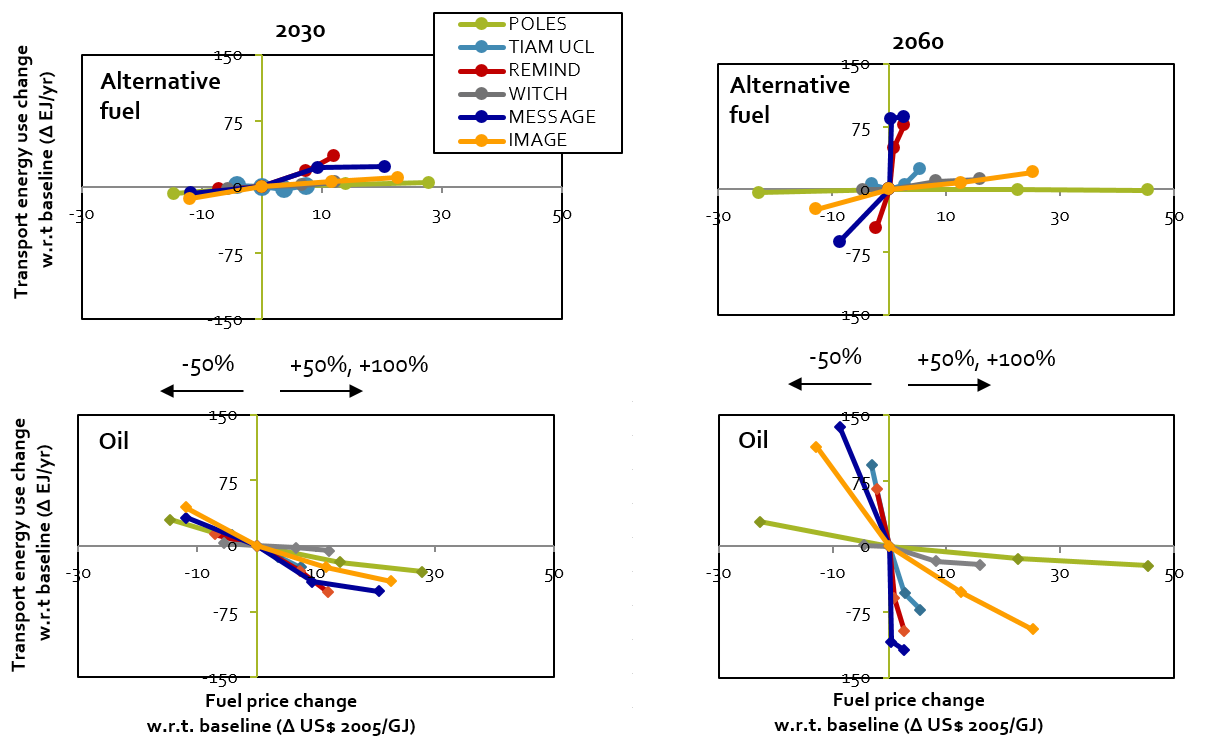 2030
POLES
TIAM UCL
REMIND
WITCH
MESSAGE
IMAGE
2060
Transport energy use change
w.r.t baseline (Δ EJ/yr)
Alternative
fuel
150
75
0
-75
-150
-30
-10
10
30
50
Alternative
fuel
150
75
0
-75
150
-30
-10
10
30
50
-50%
+50%, +100%
-50%
+50%, +100%
Transport energy use change
w.r.t baseline (Δ EJ/yr)
Oil
150
75
0
-75
-150
-30
-10
10
30
50
Oil
150
75
0
-75
150
-30
-10
10
30
50
Fuel price change
w.r.t. baseline (Δ US$ 2005/GJ)
Fuel price change
w.r.t. baseline (Δ US$ 2005/GJ)